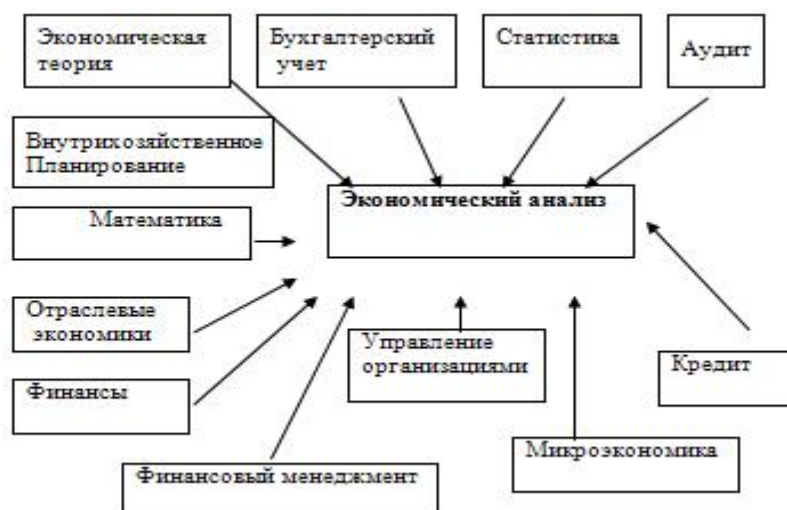 Экономическая
теория
Бухгалтерский
учет
Статистика
Аудит
Внутрихозяйственное
Планирование
Экономический анализ
Математика
Отраслевые
экономики
Управление
организациями
Кредит
Финансы
Микроэкономика
Финансовый менеджмент